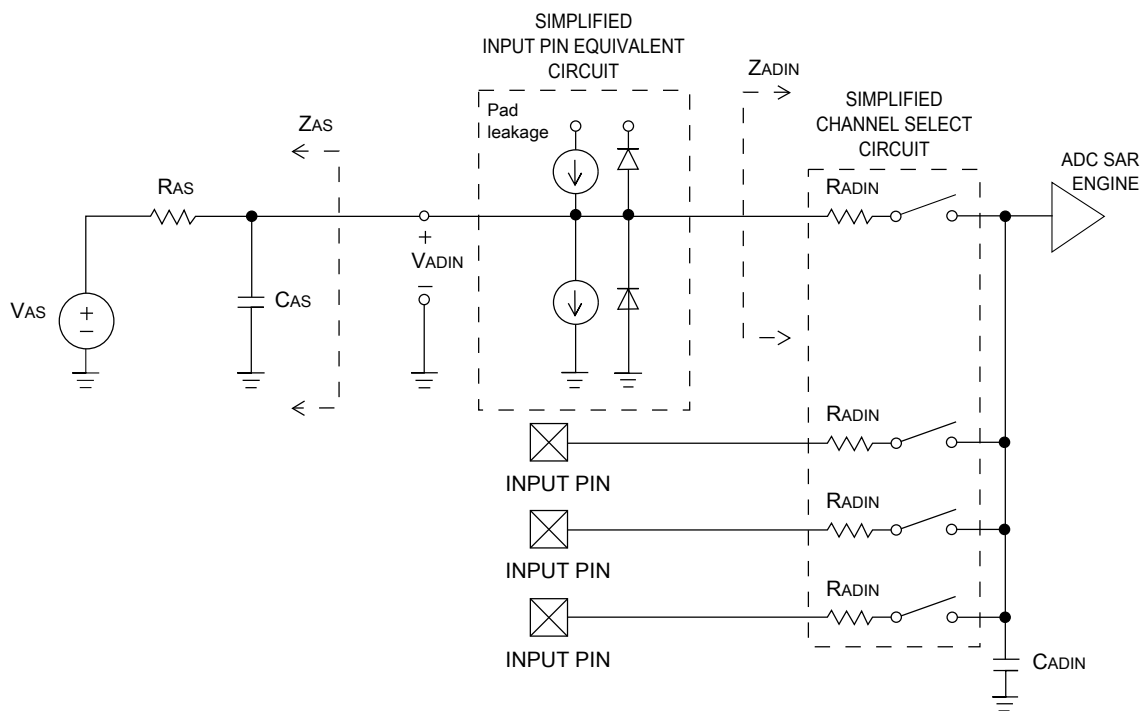 SIMPLIFIED
INPUT PIN EQUIVALENT
CIRCUIT
ZADIN
SIMPLIFIED
CHANNEL SELECT
CIRCUIT
Pad
leakage
ZAS
ADC SAR
ENGINE
RAS
RADIN
+
VADIN
–
CAS
VAS
+
–
RADIN
INPUT PIN
RADIN
INPUT PIN
RADIN
INPUT PIN
CADIN